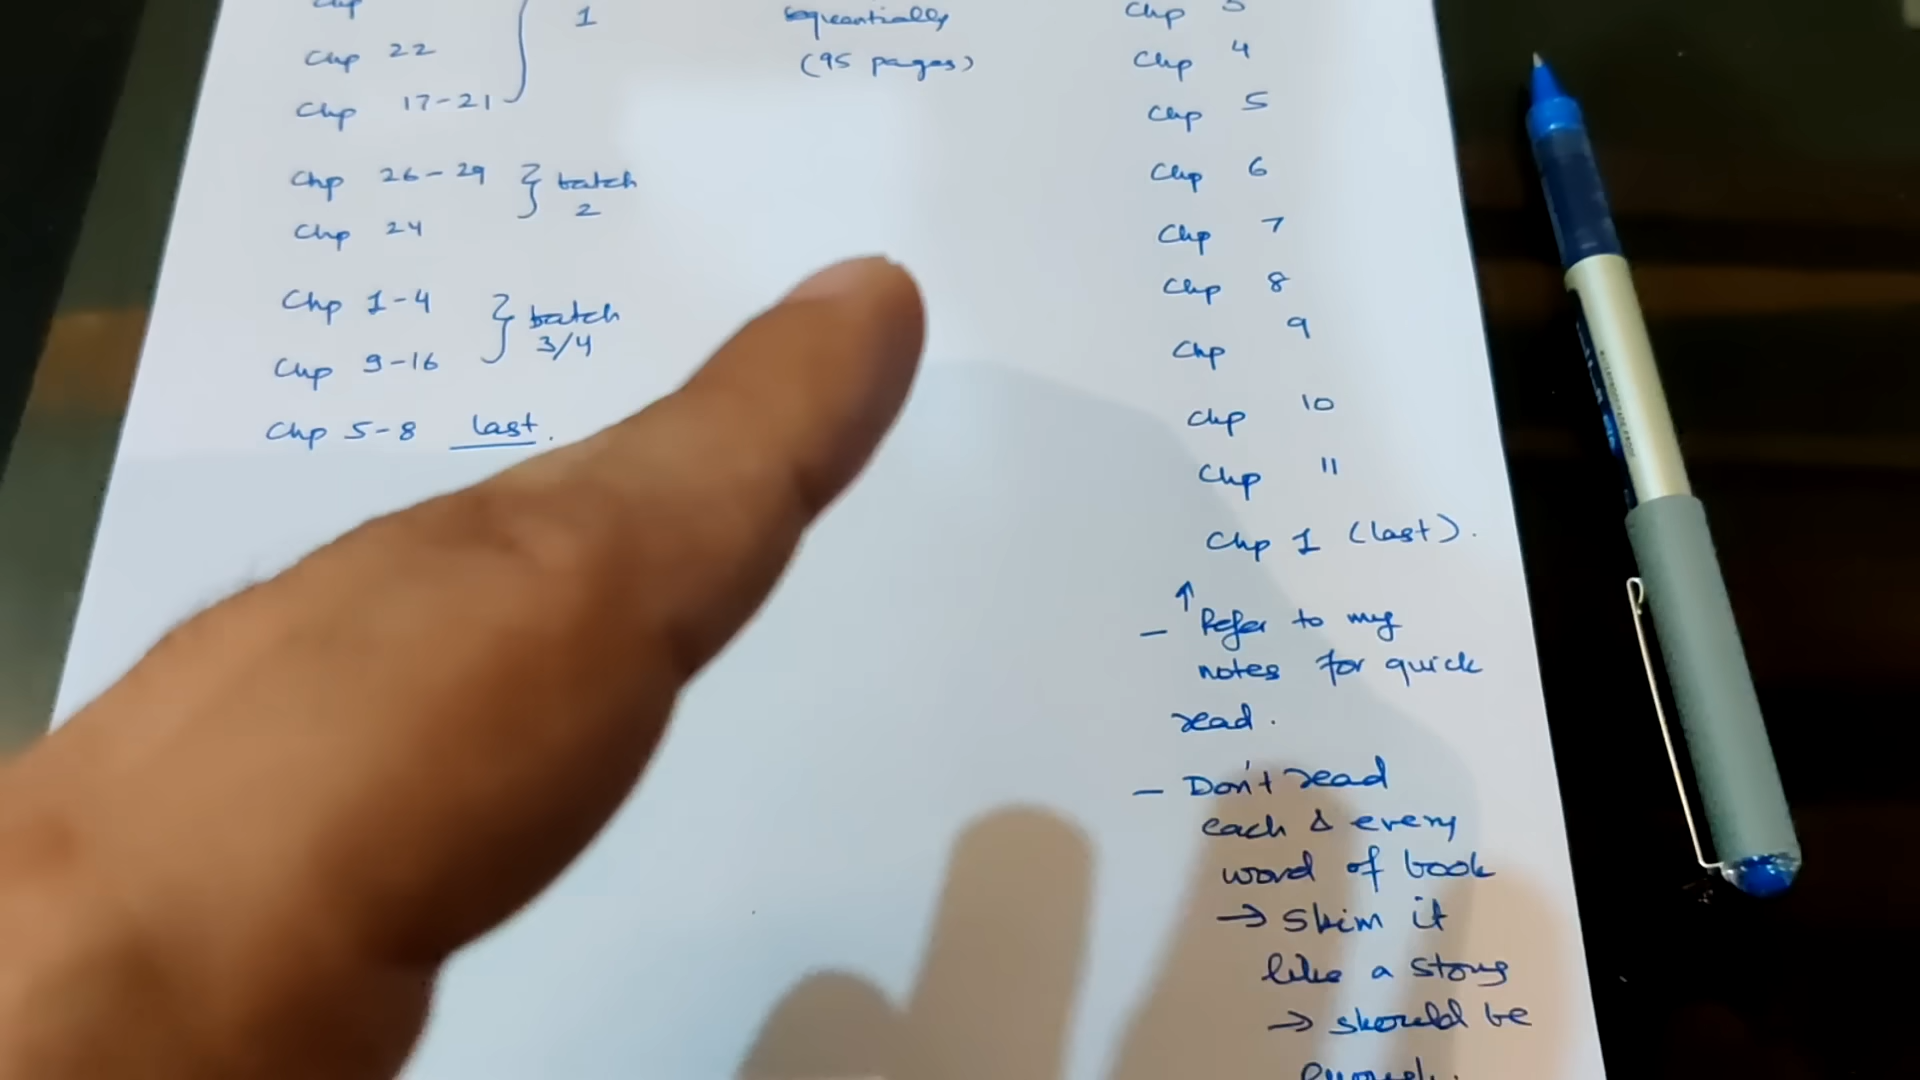 Chp
Chp 22
Chp 17-21
1
Chp 26-29
Chp 24
} batch
2
Chp 1-4
Chp 9-16
} batch
3/4
Chp 5-8 last.
sequentially
(95 pages)
Chp
Chp 4
Chp 5
Chp 6
Chp 7
Chp 8
Chp 9
Chp 10
Chp 11
Chp 1 (last).
- ↑ Refer to my
notes for quick
read.
- Don't read
each & every
word of book
→ skim it
like a story
→ should be